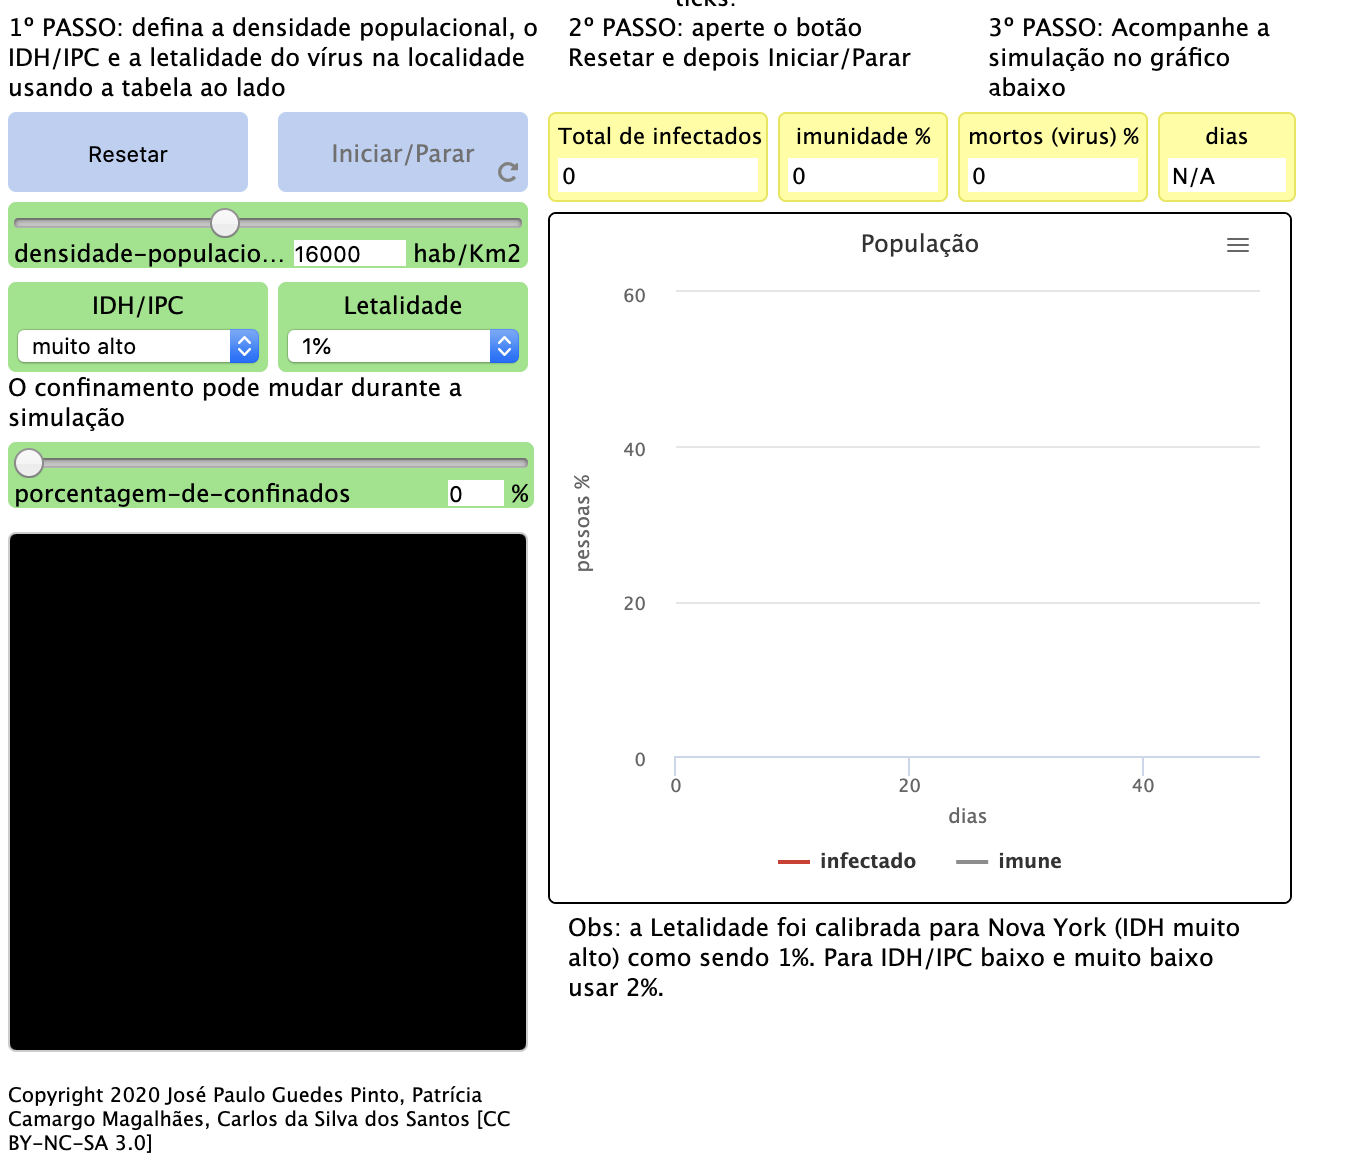 ticks.
1º PASSO: defina a densidade populacional, o
IDH/IPC e a letalidade do vírus na localidade
usando a tabela ao lado
2º PASSO: aperte o botão
Resetar e depois Iniciar/Parar
3º PASSO: Acompanhe a
simulação no gráfico
abaixo
Resetar
Iniciar/Parar
Total de infectados
0
imunidade %
0
mortos (virus) %
0
dias
N/A
densidade-populacio... 16000 hab/Km2
IDH/IPC
muito alto
Letalidade
1%
O confinamento pode mudar durante a
simulação
porcentagem-de-confinados 0 %
População
60
40
20
0
pessoas %
0 20 40
dias
infectado imune
Obs: a Letalidade foi calibrada para Nova York (IDH muito
alto) como sendo 1%. Para IDH/IPC baixo e muito baixo
usar 2%.
Copyright 2020 José Paulo Guedes Pinto, Patrícia
Camargo Magalhães, Carlos da Silva dos Santos [CC
BY-NC-SA 3.0]